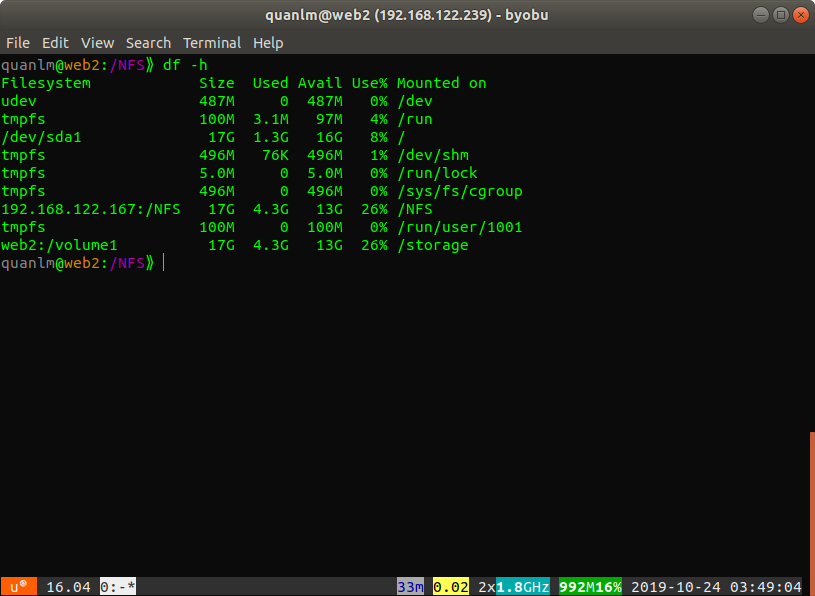 quanlm@web2 (192.168.122.239) - byobu
File Edit View Search Terminal Help
quanlm@web2:/NFS⟫ df -h
Filesystem            Size  Used Avail Use% Mounted on
udev                  487M     0  487M   0% /dev
tmpfs                 100M  3.1M   97M   4% /run
/dev/sda1              17G  1.3G   16G   8% /
tmpfs                 496M   76K  496M   1% /dev/shm
tmpfs                 5.0M     0  5.0M   0% /run/lock
tmpfs                 496M     0  496M   0% /sys/fs/cgroup
192.168.122.167:/NFS   17G  4.3G   13G  26% /NFS
tmpfs                 100M     0  100M   0% /run/user/1001
web2:/volume1          17G  4.3G   13G  26% /storage
quanlm@web2:/NFS⟫
u® 16.04 0:-* 33m 0.02 2x1.8GHz 992M16% 2019-10-24 03:49:04